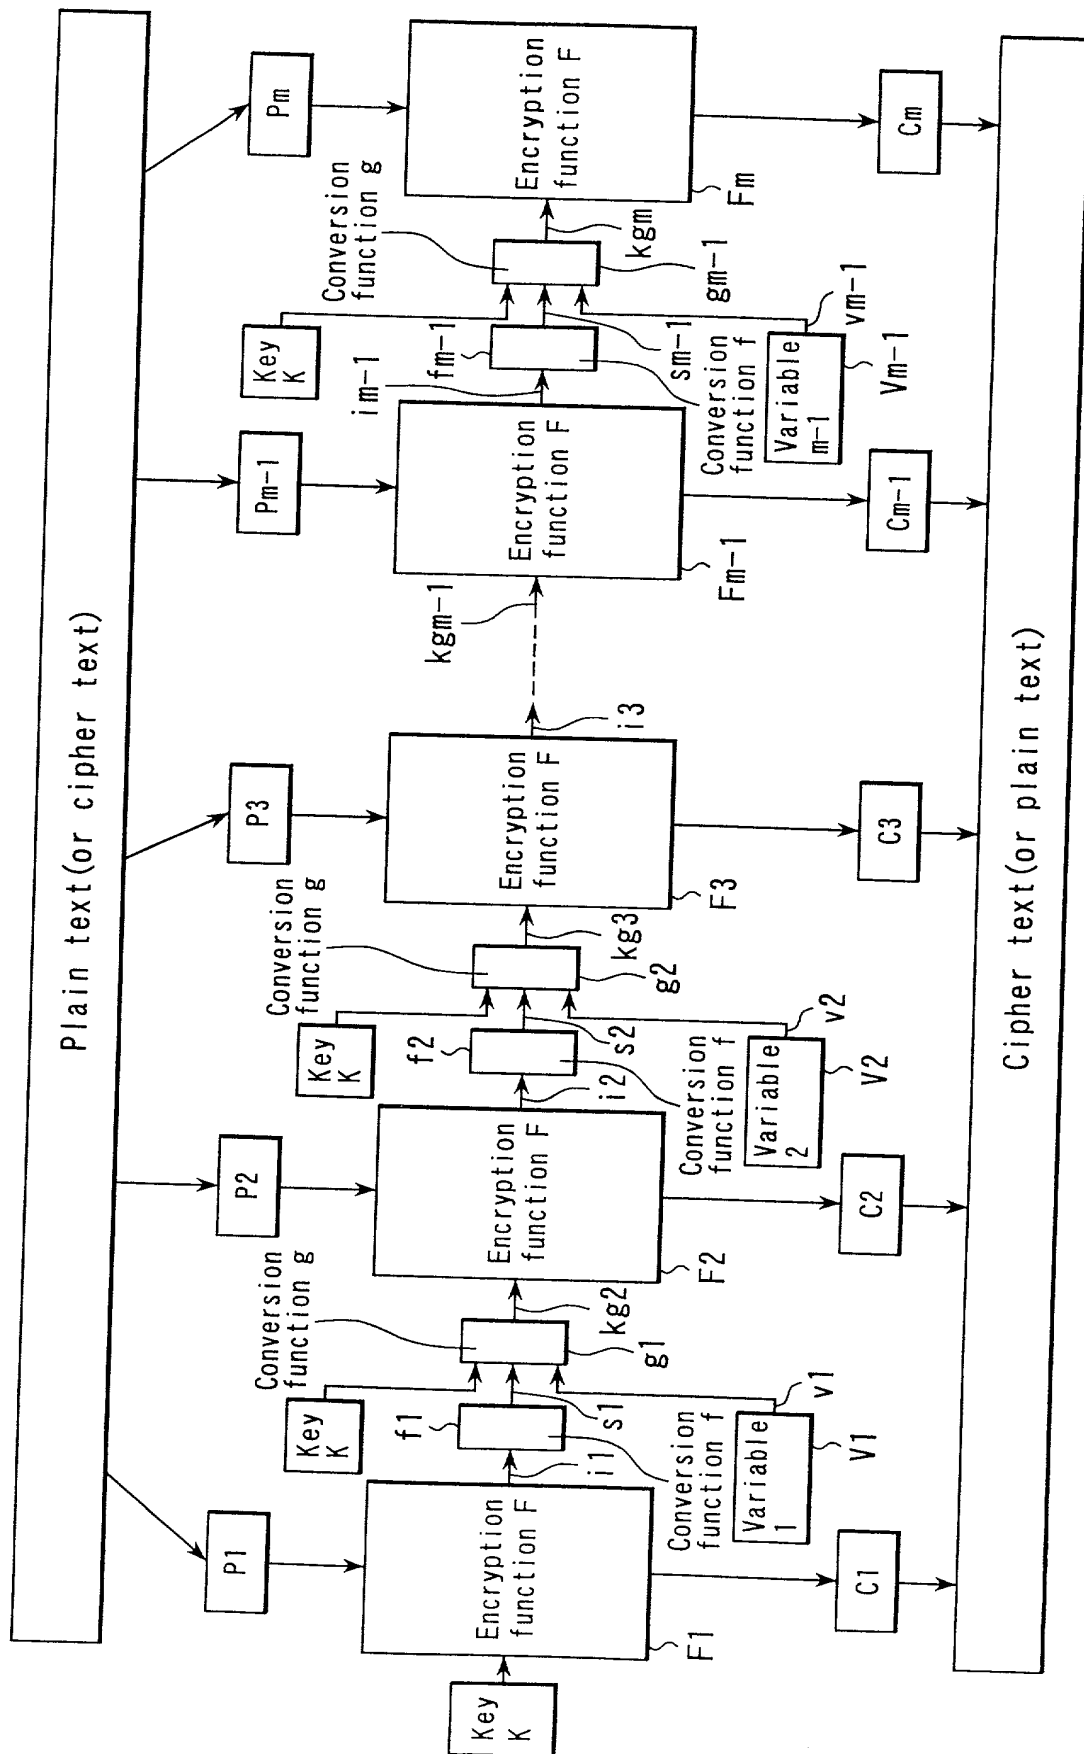 Plain text(or cipher text)
P1
P2
P3
Pm-1
Pm
Key
K
Encryption
function F
F1
i1
f1
Conversion
function f
s1
Key
K
Conversion
function g
g1
kg2
Variable
1
v1
V1
Encryption
function F
F2
i2
f2
Conversion
function f
s2
Key
K
Conversion
function g
g2
kg3
Variable
2
v2
V2
Encryption
function F
F3
i3
kgm-1
Encryption
function F
Fm-1
im-1
fm-1
Conversion
function f
sm-1
Key
K
Conversion
function g
gm-1
kgm
Variable
m-1
vm-1
Vm-1
Encryption
function F
Fm
C1
C2
C3
Cm-1
Cm
Cipher text(or plain text)